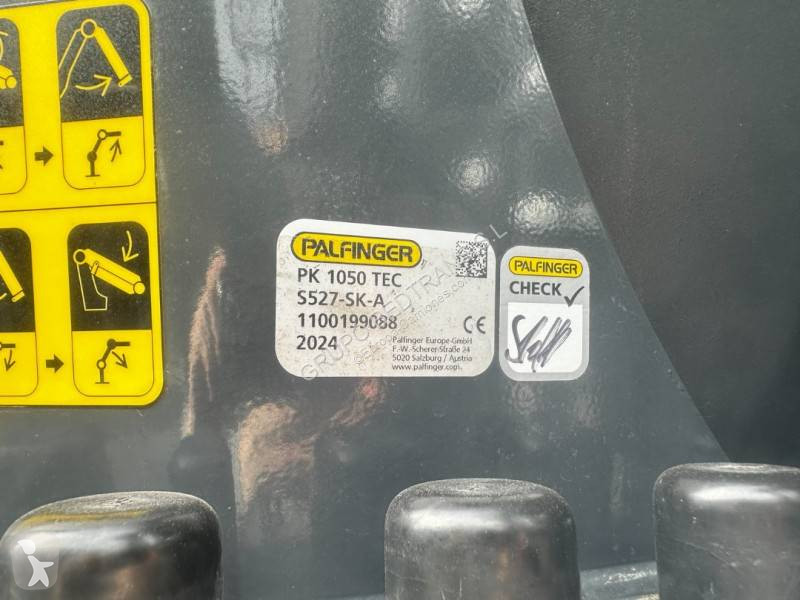 PALFINGER
PK 1050 TEC
S527-SK-A
1100199088
2024
CE
Palfinger Europe GmbH
F.-W.-Scherer-Straße 24
5020 Salzburg / Austria
www.palfinger.com
PALFINGER
CHECK